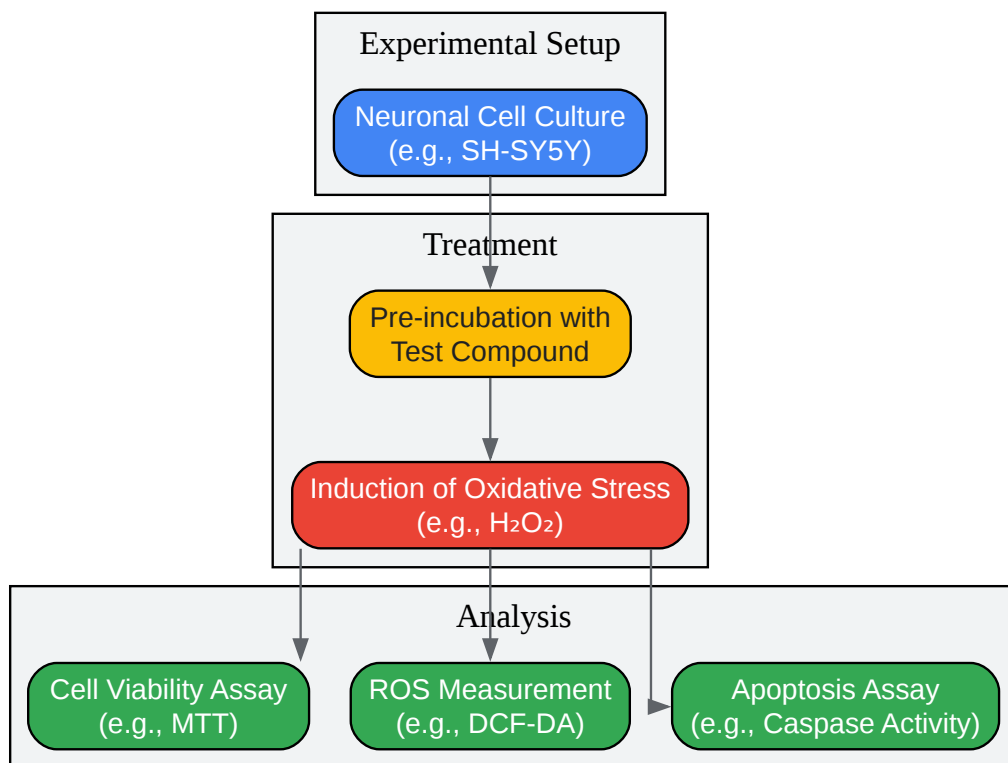 Experimental Setup
Neuronal Cell Culture
(e.g., SH-SY5Y)
Treatment
Pre-incubation with
Test Compound
Induction of Oxidative Stress
(e.g., H₂O₂)
Analysis
Cell Viability Assay
(e.g., MTT)
ROS Measurement
(e.g., DCF-DA)
Apoptosis Assay
(e.g., Caspase Activity)